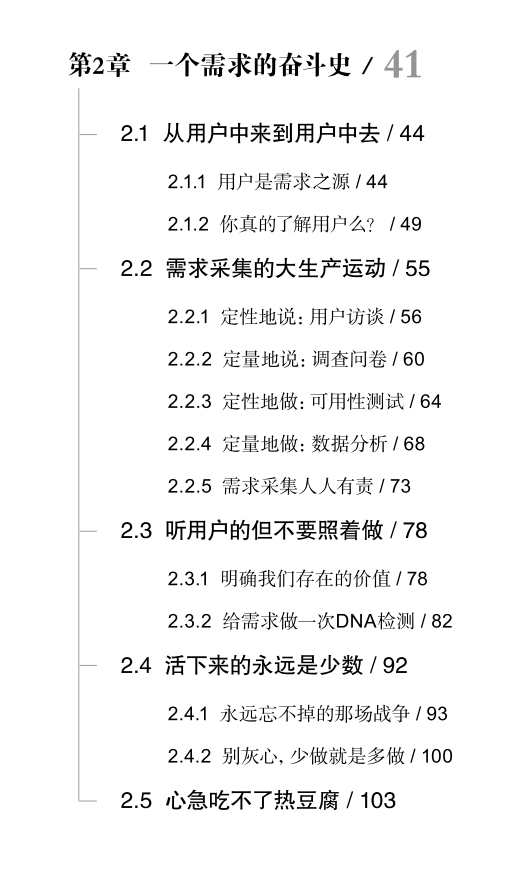 第2章 一个需求的奋斗史 / 41
2.1 从用户中来到用户中去 / 44
2.1.1 用户是需求之源 / 44
2.1.2 你真的了解用户么？ / 49
2.2 需求采集的大生产运动 / 55
2.2.1 定性地说：用户访谈 / 56
2.2.2 定量地说：调查问卷 / 60
2.2.3 定性地做：可用性测试 / 64
2.2.4 定量地做：数据分析 / 68
2.2.5 需求采集人人有责 / 73
2.3 听用户的但不要照着做 / 78
2.3.1 明确我们存在的价值 / 78
2.3.2 给需求做一次DNA检测 / 82
2.4 活下来的永远是少数 / 92
2.4.1 永远忘不掉的那场战争 / 93
2.4.2 别灰心，少做就是多做 / 100
2.5 心急吃不了热豆腐 / 103